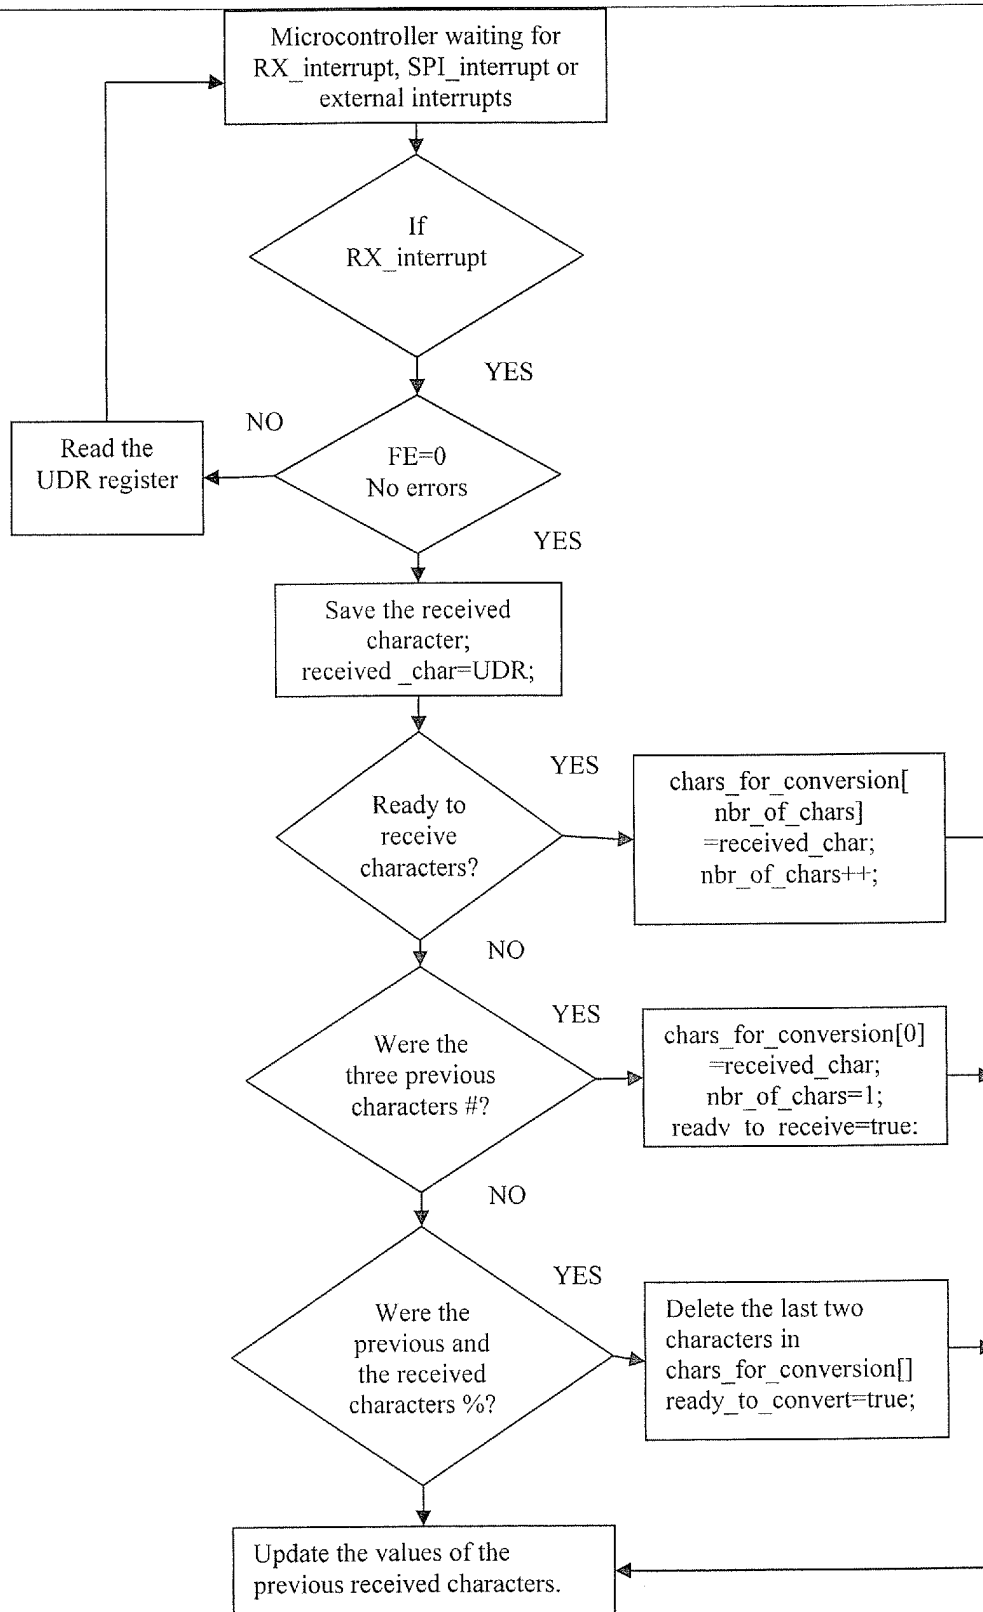 Microcontroller waiting for
RX_interrupt, SPI_interrupt or
external interrupts
If
RX_interrupt
YES
NO
Read the
UDR register
FE=0
No errors
YES
Save the received
character;
received _char=UDR;
YES
Ready to
receive
characters?
chars_for_conversion[
nbr_of_chars]
=received_char;
nbr_of_chars++;
NO
YES
Were the
three previous
characters #?
chars_for_conversion[0]
=received_char;
nbr_of_chars=1;
ready_to_receive=true;
NO
YES
Were the
previous and
the received
characters %?
Delete the last two
characters in
chars_for_conversion[]
ready_to_convert=true;
Update the values of the
previous received characters.